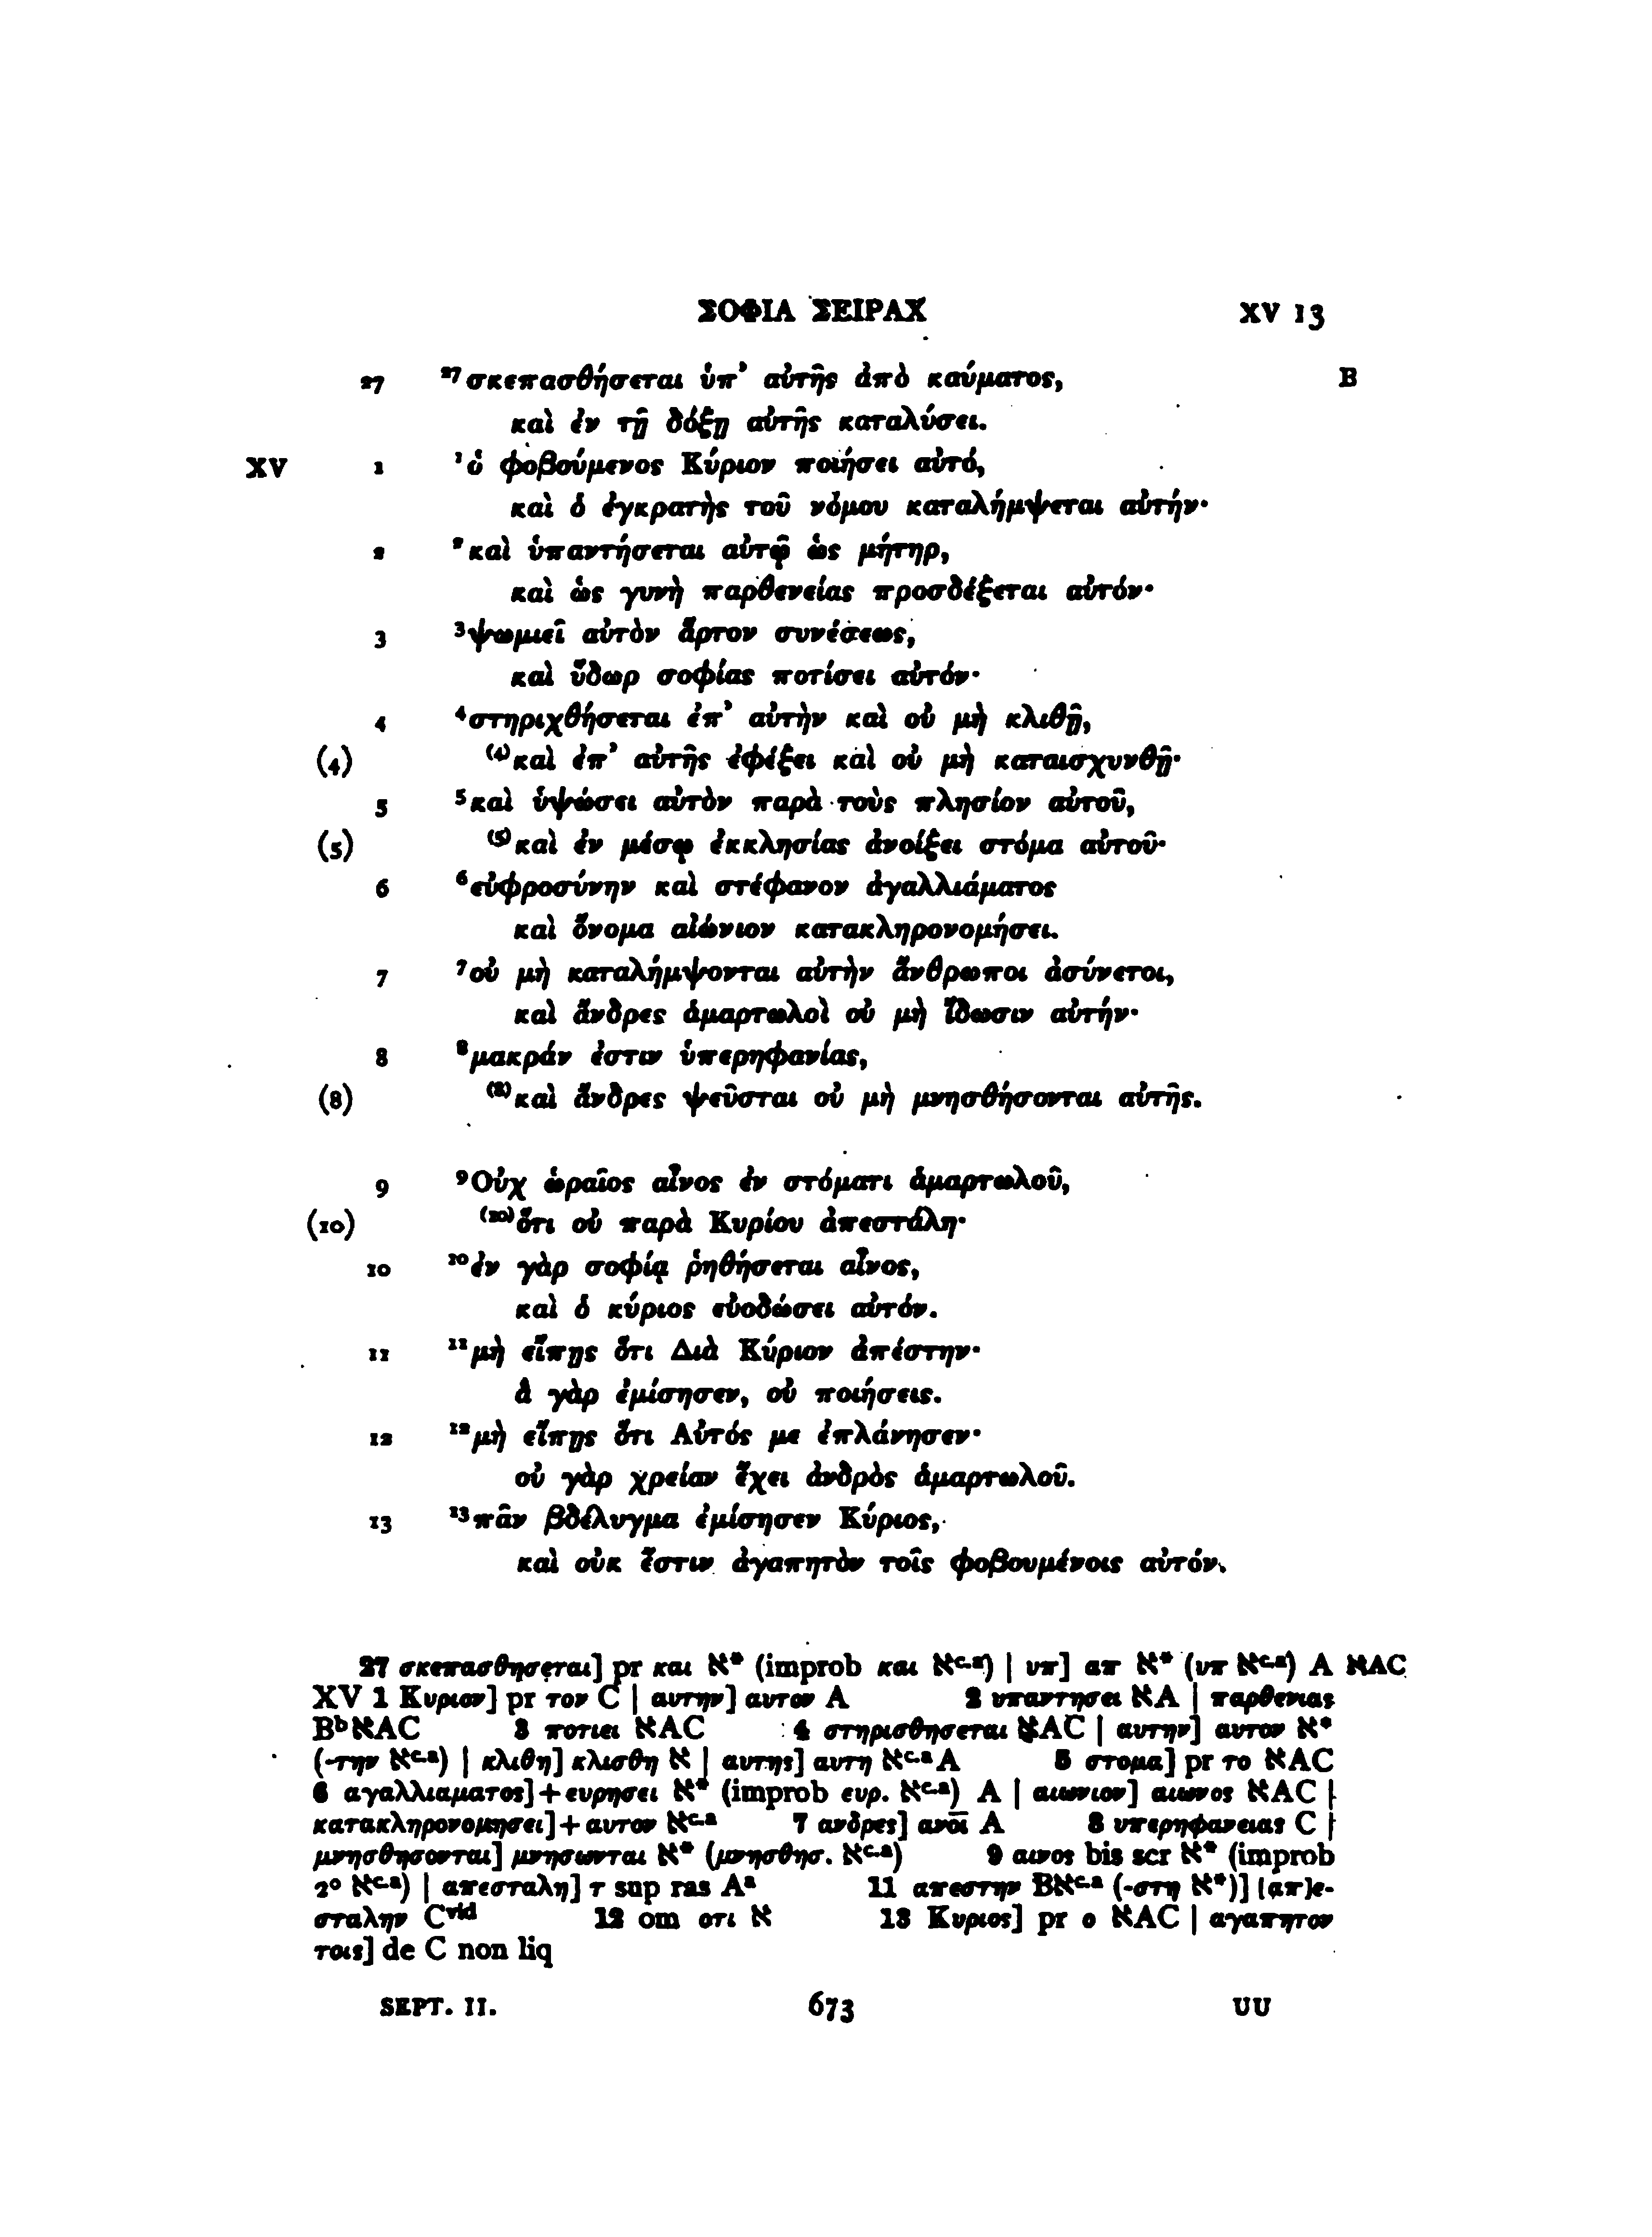 ΣΟΦΙΑ ΣΕΙΡΑΧ XV 13
27 ²⁷σκεπασθήσεται ὑπ’ αὐτῆς ἀπὸ καύματος, B
καὶ ἐν τῇ δόξῃ αὐτῆς καταλύσει.
XV 1 ¹ὁ φοβούμενος Κύριον ποιήσει αὐτό,
καὶ ὁ ἐγκρατὴς τοῦ νόμου καταλήμψεται αὐτήν·
2 ²καὶ ὑπαντήσεται αὐτῷ ὡς μήτηρ,
καὶ ὡς γυνὴ παρθενείας προσδέξεται αὐτόν·
3 ³ψωμιεῖ αὐτὸν ἄρτον συνέσεως,
καὶ ὕδωρ σοφίας ποτίσει αὐτόν·
4 ⁴στηριχθήσεται ἐπ’ αὐτὴν καὶ οὐ μὴ κλιθῇ,
(4) ⁽⁴⁾καὶ ἐπ’ αὐτῆς ἐφέξει καὶ οὐ μὴ καταισχυνθῇ·
5 ⁵καὶ ὑψώσει αὐτὸν παρὰ τοὺς πλησίον αὐτοῦ,
(5) ⁽⁵⁾καὶ ἐν μέσῳ ἐκκλησίας ἀνοίξει στόμα αὐτοῦ·
6 ⁶εὐφροσύνην καὶ στέφανον ἀγαλλιάματος
καὶ ὄνομα αἰώνιον κατακληρονομήσει.
7 ⁷οὐ μὴ καταλήμψονται αὐτὴν ἄνθρωποι ἀσύνετοι,
καὶ ἄνδρες ἁμαρτωλοὶ οὐ μὴ ἴδωσιν αὐτήν·
8 ⁸μακράν ἐστιν ὑπερηφανίας,
(8) ⁽⁸⁾καὶ ἄνδρες ψεῦσται οὐ μὴ μνησθήσονται αὐτῆς.
9 ⁹Οὐχ ὡραῖος αἶνος ἐν στόματι ἁμαρτωλοῦ,
(10) ⁽¹⁰⁾ὅτι οὐ παρὰ Κυρίου ἀπεστάλη·
10 ¹⁰ἐν γὰρ σοφίᾳ ῥηθήσεται αἶνος,
καὶ ὁ κύριος εὐοδώσει αὐτόν.
11 ¹¹μὴ εἴπῃς ὅτι Διὰ Κύριον ἀπέστην·
ἃ γὰρ ἐμίσησεν, οὐ ποιήσεις.
12 ¹²μὴ εἴπῃς ὅτι Αὐτός με ἐπλάνησεν·
οὐ γὰρ χρείαν ἔχει ἀνδρὸς ἁμαρτωλοῦ.
13 ¹³πᾶν βδέλυγμα ἐμίσησεν Κύριος,
καὶ οὐκ ἔστιν ἀγαπητὸν τοῖς φοβουμένοις αὐτόν.
27 σκεπασθησεται] pr και א* (improb και אᶜ·ᵃ) | υπ] απ א* (υπ אᶜ·ᵃ) A אAC
XV 1 Κυριον] pr τον C | αυτην] αυτον A 2 υπαντησει אA | παρθενιας
Bᵇ אAC 3 ποτιει אAC 4 στηρισθησεται אAC | αυτην] αυτον א*
(-την אᶜ·ᵃ) | κλιθη] κλισθη א | αυτης] αυτη אᶜ·ᵃ A 5 στομα] pr το אAC
6 αγαλλιαματος]+ευρησει א* (improb ευρ. אᶜ·ᵃ) A | αιωνιον] αιωνος אAC |
κατακληρονομησει]+αυτον אᶜ·ᵃ 7 ανδρες] ανο̅ι̅ A 8 υπερηφανειας C |
μνησθησονται] μνησωνται א* (μνησθησ. אᶜ·ᵃ) 9 αινος bis scr א* (improb
2° אᶜ·ᵃ) | απεσταλη] τ sup ras Aᵃ 11 απεστην Bאᶜ·ᵃ (-στη א*)] (απ)ε-
σταλην Cᵛⁱᵈ 12 om οτι א 13 Κυριος] pr ο אAC | αγαπητον
τοις] de C non liq
SEPT. II. 673 UU